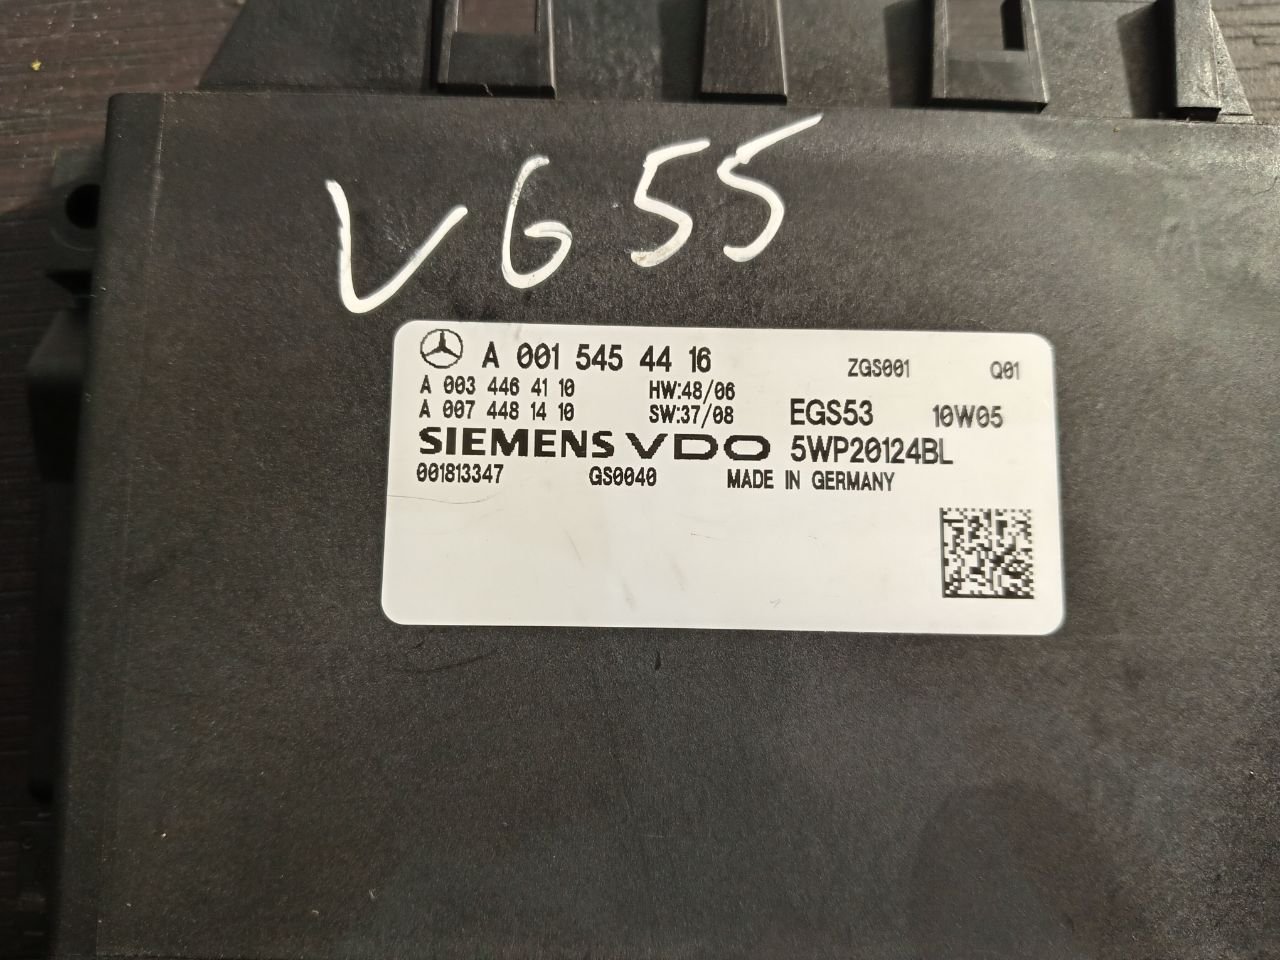 VG55
A 001 545 44 16 ZGS001 Q01
A 003 446 41 10 HW:48/06
A 007 448 14 10 SW:37/08 EGS53 10W05
SIEMENS VDO 5WP20124BL
001813347 GS0040 MADE IN GERMANY